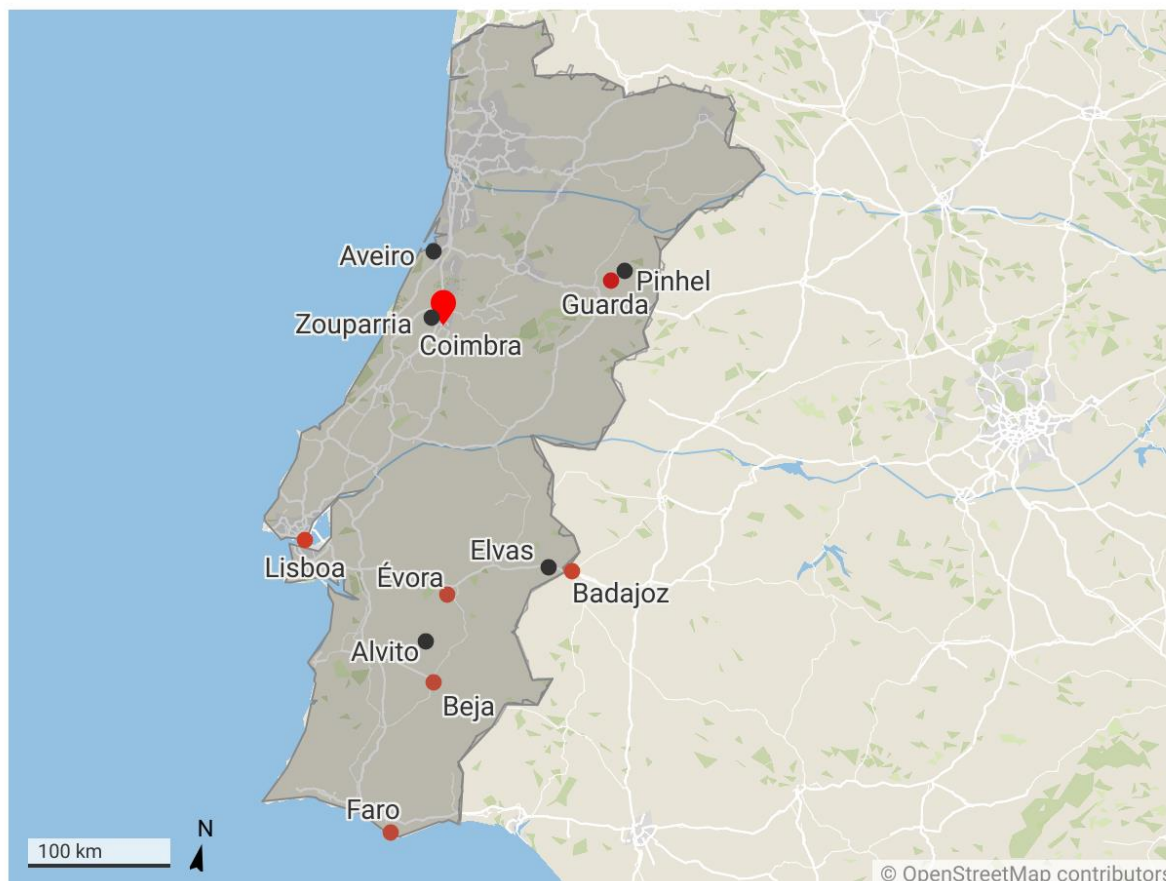 Aveiro
Pinhel
Guarda
Zouparria
Coimbra
Elvas
Lisboa
Évora
Badajoz
Alvito
Beja
Faro
N
100 km
© OpenStreetMap contributors